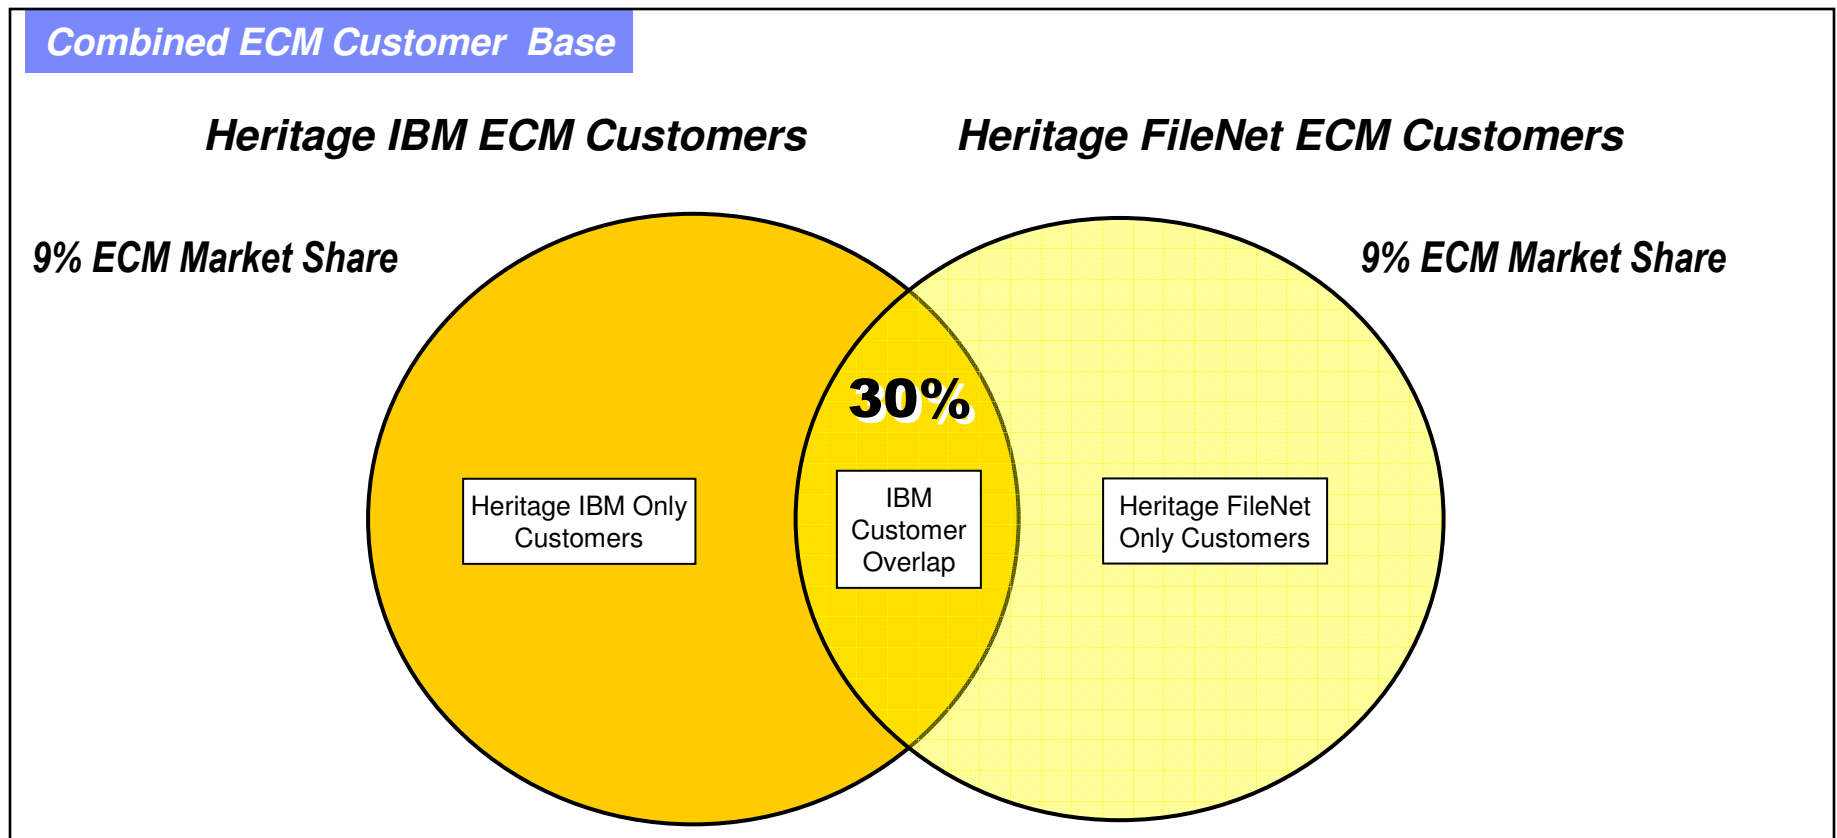 Combined ECM Customer Base
Heritage IBM ECM Customers
Heritage FileNet ECM Customers
9% ECM Market Share
9% ECM Market Share
30%
Heritage IBM Only
Customers
IBM
Customer
Overlap
Heritage FileNet
Only Customers